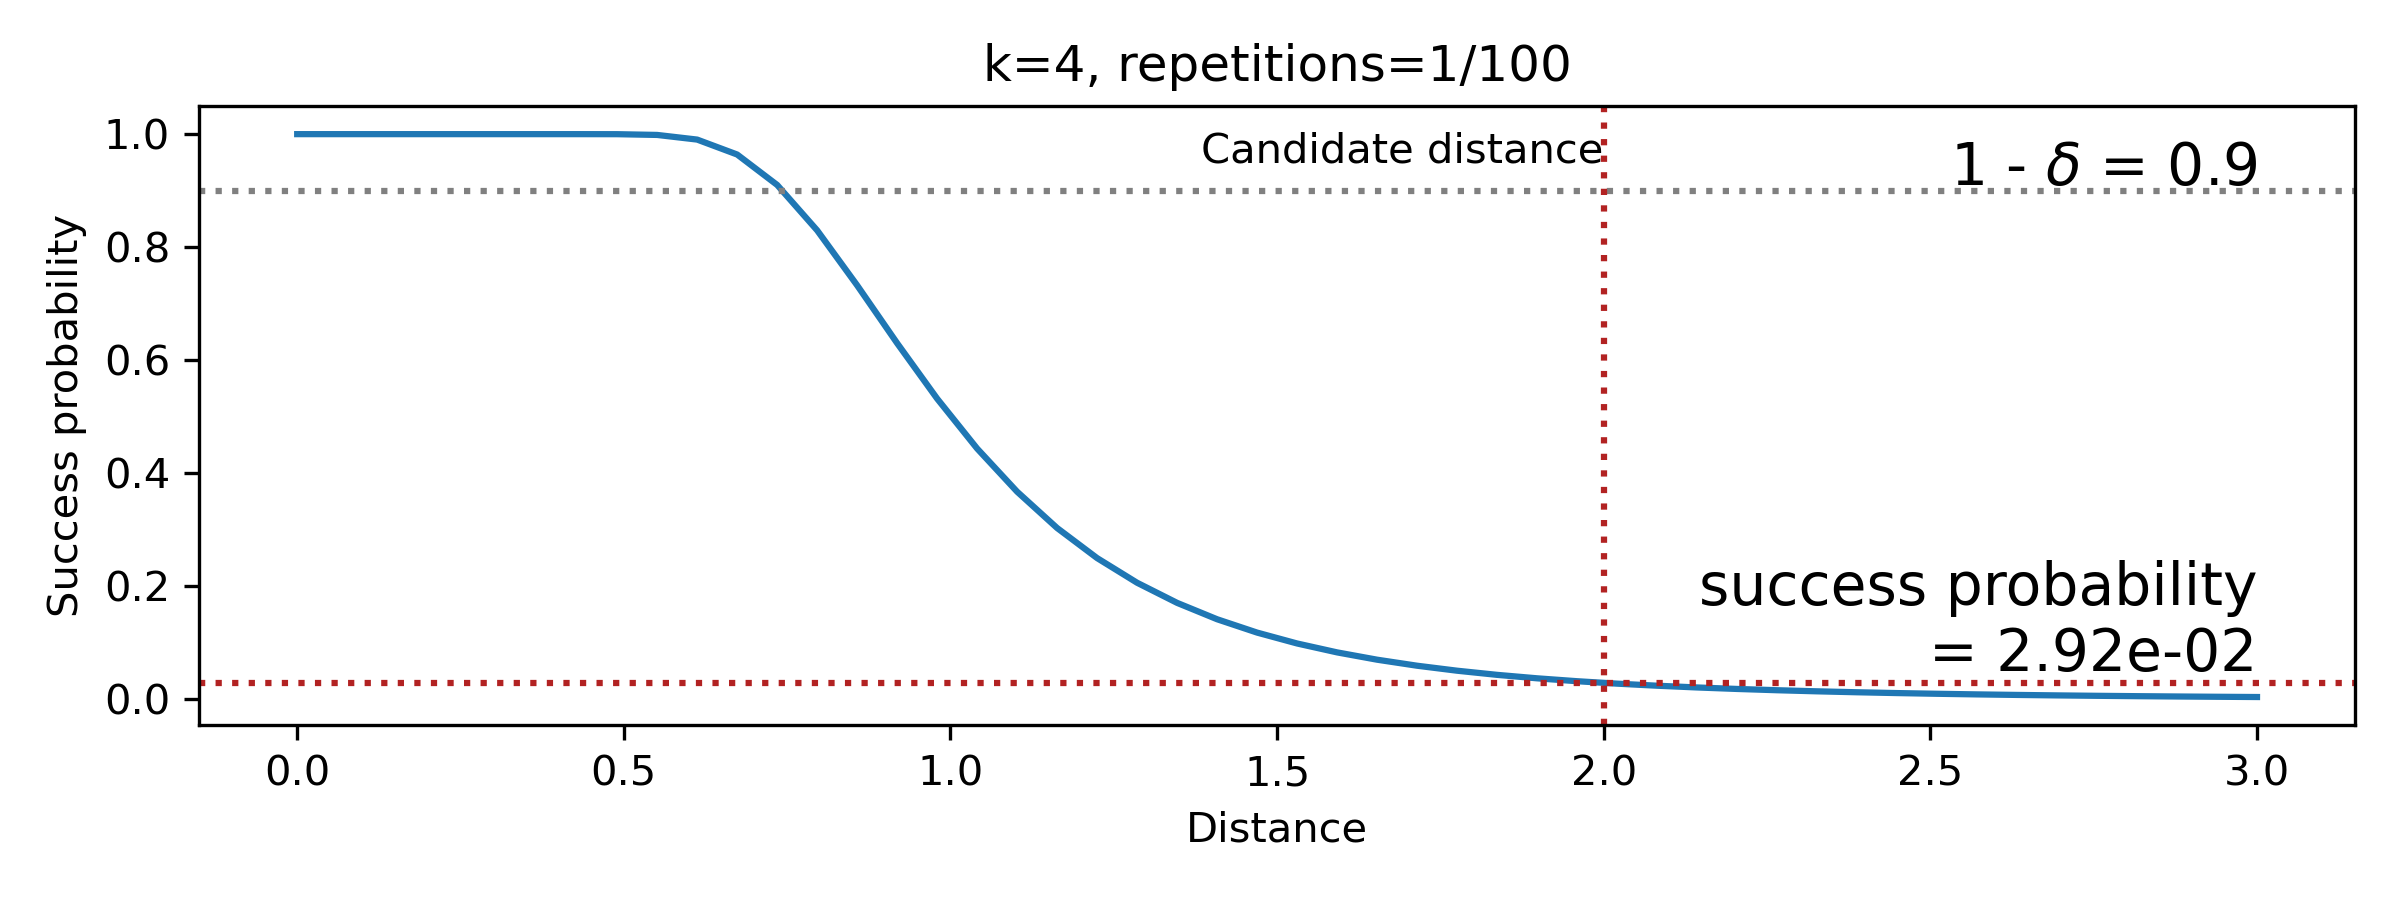 k=4, repetitions=1/100
Candidate distance
1 - δ = 0.9
success probability
= 2.92e-02
Success probability
1.0
0.8
0.6
0.4
0.2
0.0
0.0 0.5 1.0 1.5 2.0 2.5 3.0
Distance